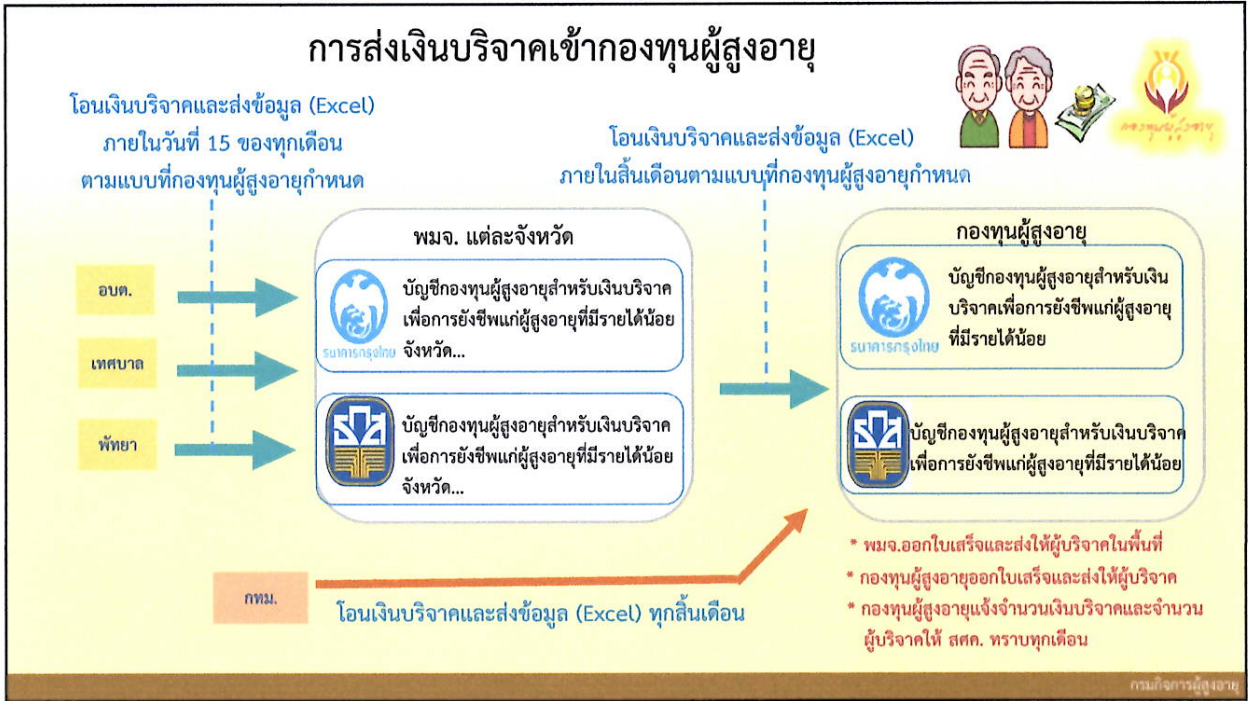 การส่งเงินบริจาคเข้ากองทุนผู้สูงอายุ
กองทุนผู้สูงอายุ
โอนเงินบริจาคและส่งข้อมูล (Excel)
ภายในวันที่ 15 ของทุกเดือน
ตามแบบที่กองทุนผู้สูงอายุกำหนด
โอนเงินบริจาคและส่งข้อมูล (Excel)
ภายในสิ้นเดือนตามแบบที่กองทุนผู้สูงอายุกำหนด
อบต.
เทศบาล
พัทยา
พมจ. แต่ละจังหวัด
ธนาคารกรุงไทย
บัญชีกองทุนผู้สูงอายุสำหรับเงินบริจาค
เพื่อการยังชีพแก่ผู้สูงอายุที่มีรายได้น้อย
จังหวัด...
บัญชีกองทุนผู้สูงอายุสำหรับเงินบริจาค
เพื่อการยังชีพแก่ผู้สูงอายุที่มีรายได้น้อย
จังหวัด...
กองทุนผู้สูงอายุ
ธนาคารกรุงไทย
บัญชีกองทุนผู้สูงอายุสำหรับเงิน
บริจาคเพื่อการยังชีพแก่ผู้สูงอายุ
ที่มีรายได้น้อย
บัญชีกองทุนผู้สูงอายุสำหรับเงินบริจาค
เพื่อการยังชีพแก่ผู้สูงอายุที่มีรายได้น้อย
กทม.
โอนเงินบริจาคและส่งข้อมูล (Excel) ทุกสิ้นเดือน
* พมจ.ออกใบเสร็จและส่งให้ผู้บริจาคในพื้นที่
* กองทุนผู้สูงอายุออกใบเสร็จและส่งให้ผู้บริจาค
* กองทุนผู้สูงอายุแจ้งจำนวนเงินบริจาคและจำนวน
ผู้บริจาคให้ สศค. ทราบทุกเดือน
กรมกิจการผู้สูงอายุ